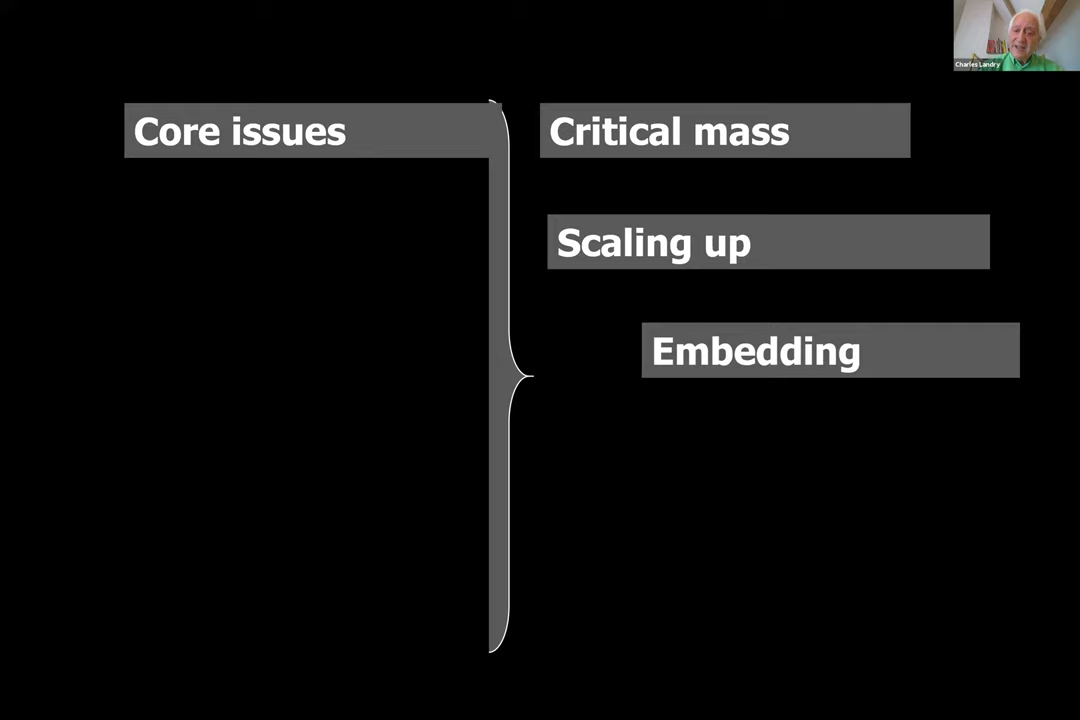 Charles Landry
Core issues
Critical mass
Scaling up
Embedding